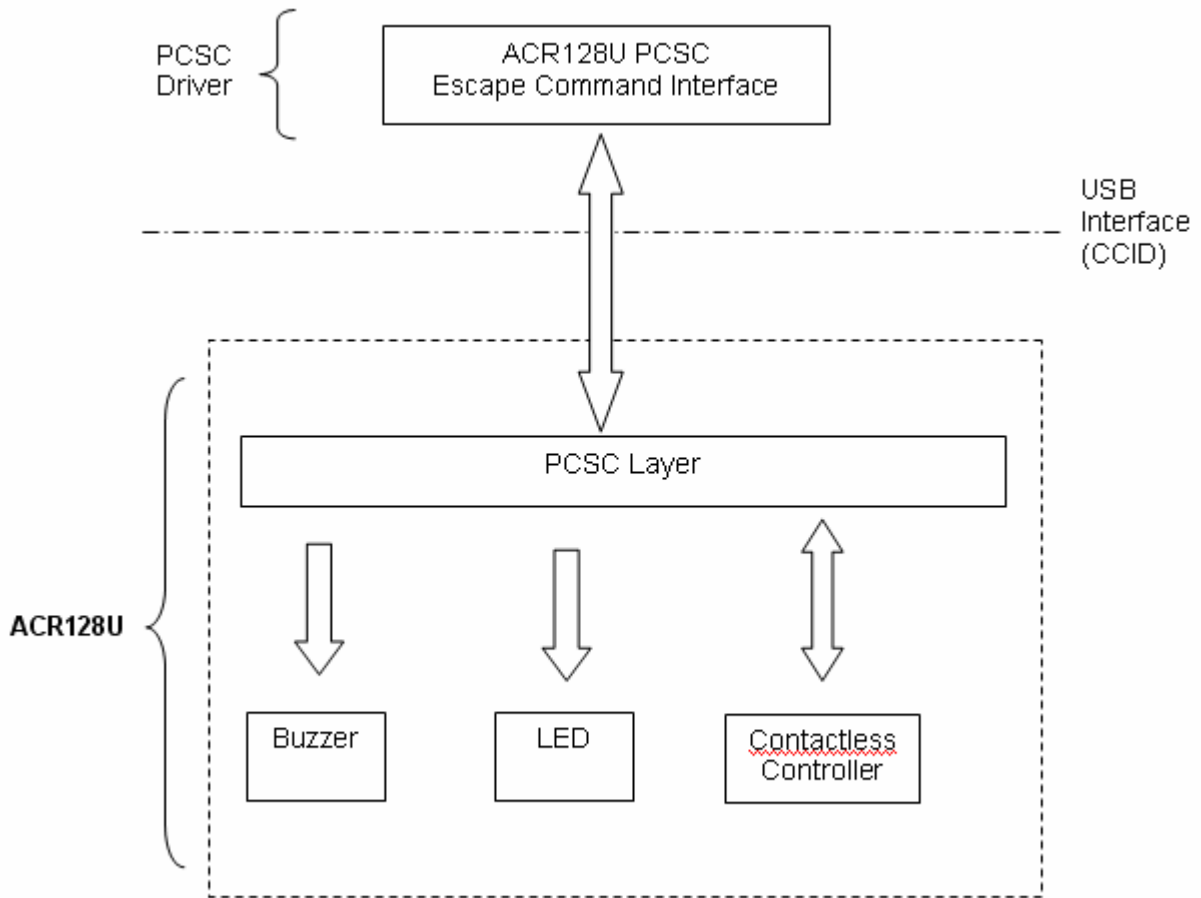 PCSC
Driver
ACR128U PCSC
Escape Command Interface
USB
Interface
(CCID)
PCSC Layer
ACR128U
Buzzer
LED
Contactless
Controller